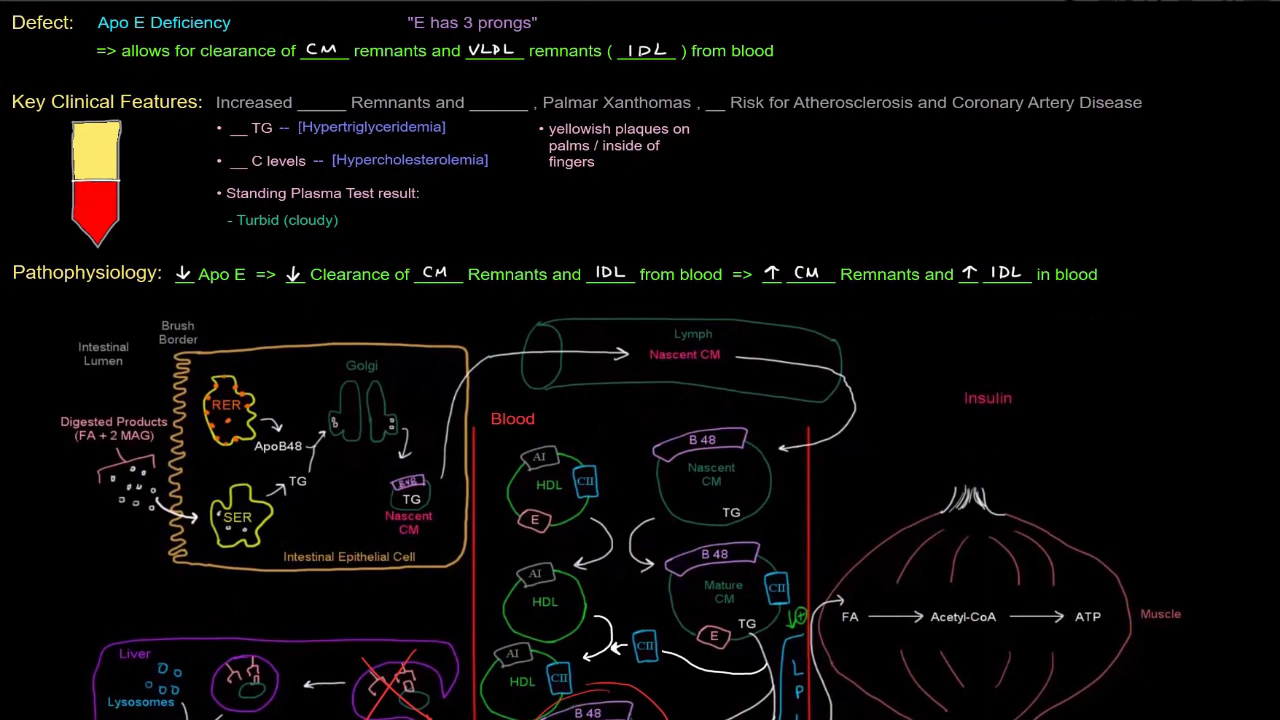 Defect: Apo E Deficiency "E has 3 prongs"
=> allows for clearance of CM remnants and VLDL remnants ( IDL ) from blood
Key Clinical Features: Increased _____ Remnants and ______ , Palmar Xanthomas , __ Risk for Atherosclerosis and Coronary Artery Disease
• __ TG -- [Hypertriglyceridemia]
• yellowish plaques on
palms / inside of
fingers
• __ C levels -- [Hypercholesterolemia]
• Standing Plasma Test result:
- Turbid (cloudy)
Pathophysiology: ↓ Apo E => ↓ Clearance of CM Remnants and IDL from blood => ↑ CM Remnants and ↑ IDL in blood
Intestinal
Lumen
Brush
Border
Golgi
RER
ApoB48
Digested Products
(FA + 2 MAG)
TG
SER
B48
TG
Nascent
CM
Intestinal Epithelial Cell
Lymph
Nascent CM
Insulin
Blood
AI
HDL
CII
E
B 48
Nascent
CM
TG
AI
HDL
B 48
Mature
CM
CII
TG
E
+
FA
Acetyl-CoA
ATP
Muscle
CII
AI
HDL
CII
B 48
L
P
Liver
Lysosomes